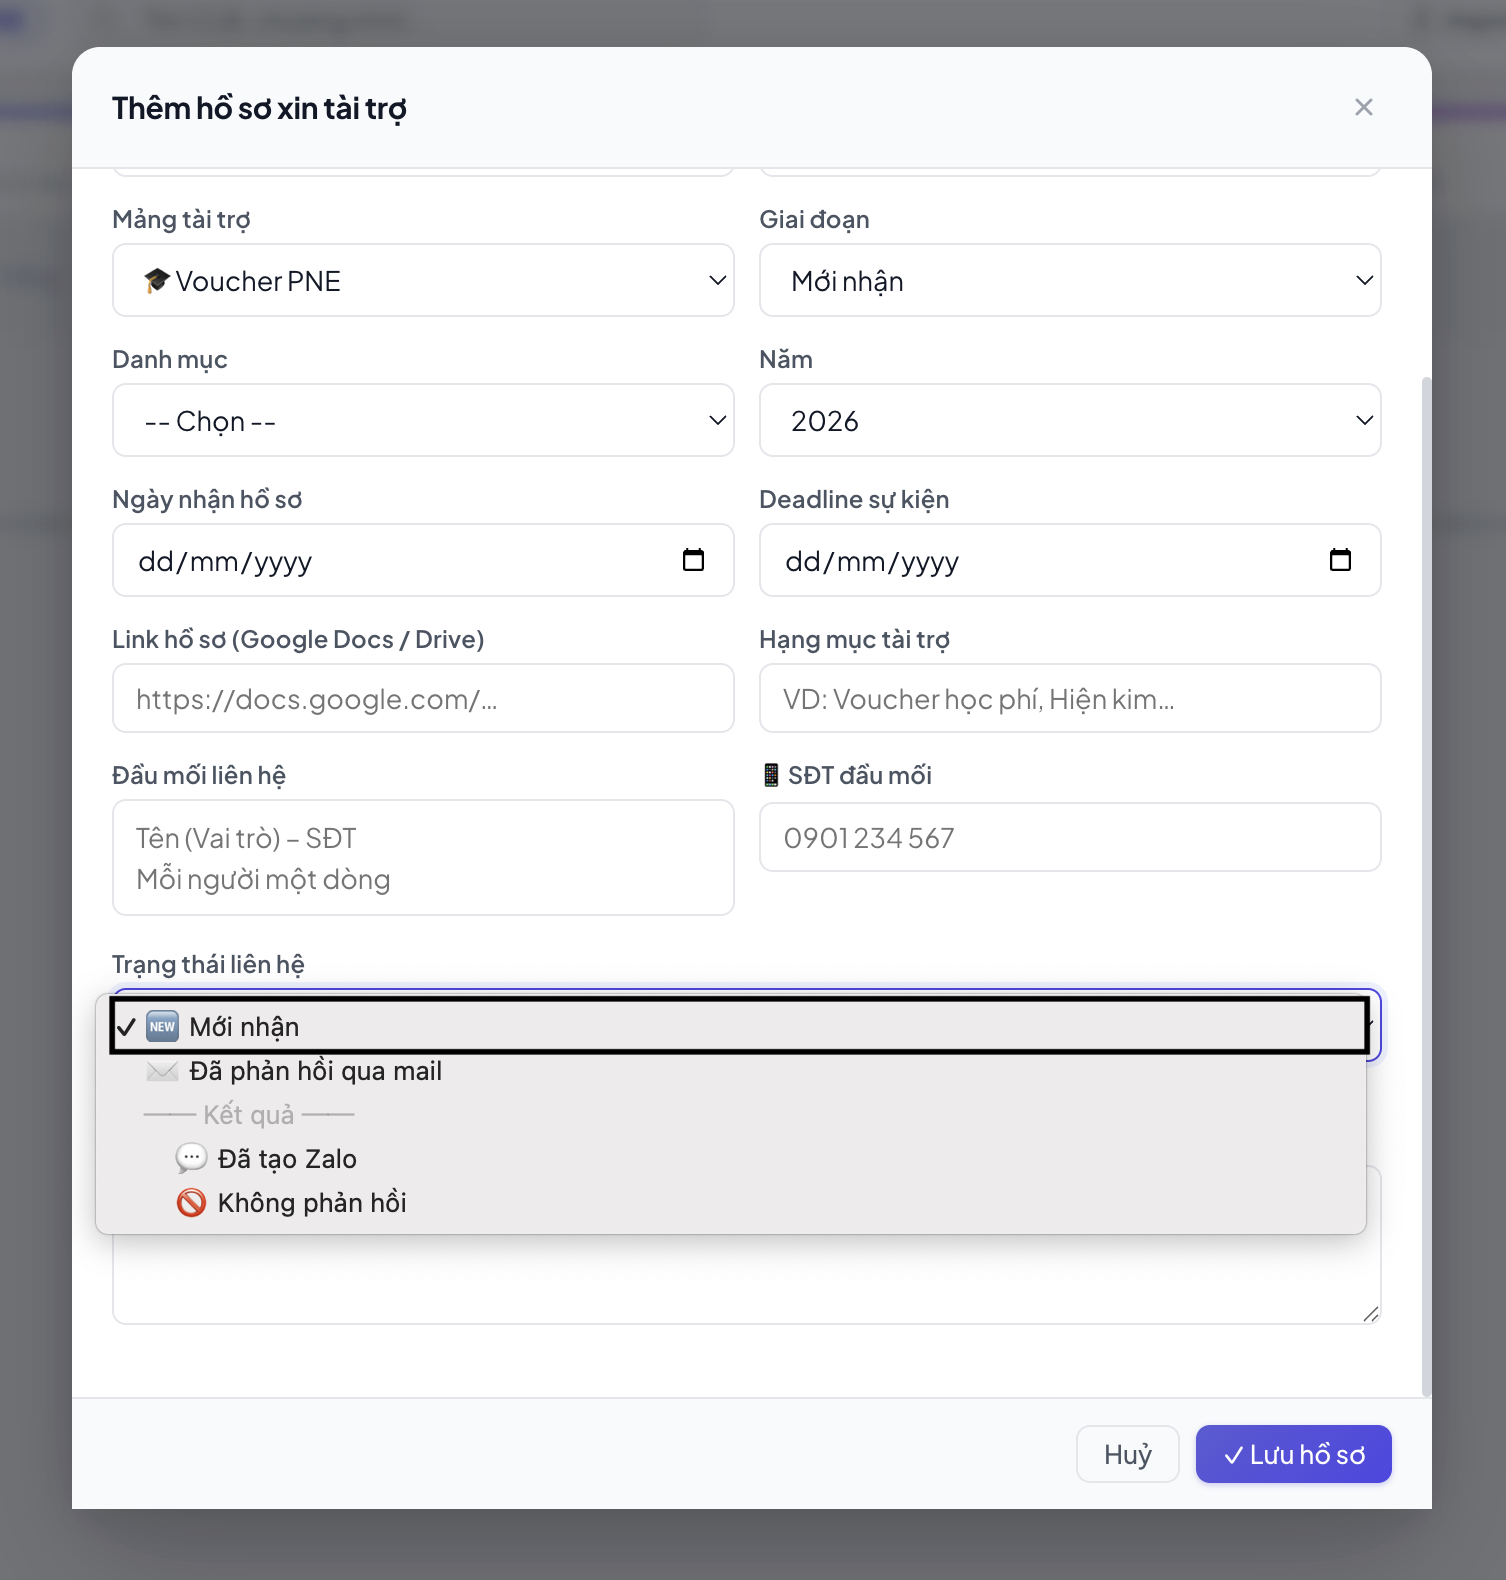 Thêm hồ sơ xin tài trợ
Mảng tài trợ
Giai đoạn
Voucher PNE
Mới nhận
Danh mục
Năm
-- Chọn --
2026
Ngày nhận hồ sơ
Deadline sự kiện
dd/mm/yyyy
dd/mm/yyyy
Link hồ sơ (Google Docs / Drive)
Hạng mục tài trợ
https://docs.google.com/...
VD: Voucher học phí, Hiện kim...
Đầu mối liên hệ
SĐT đầu mối
Tên (Vai trò) – SĐT
Mỗi người một dòng
0901 234 567
Trạng thái liên hệ
NEW Mới nhận
Đã phản hồi qua mail
—— Kết quả ——
Đã tạo Zalo
Không phản hồi
Huỷ
✓ Lưu hồ sơ